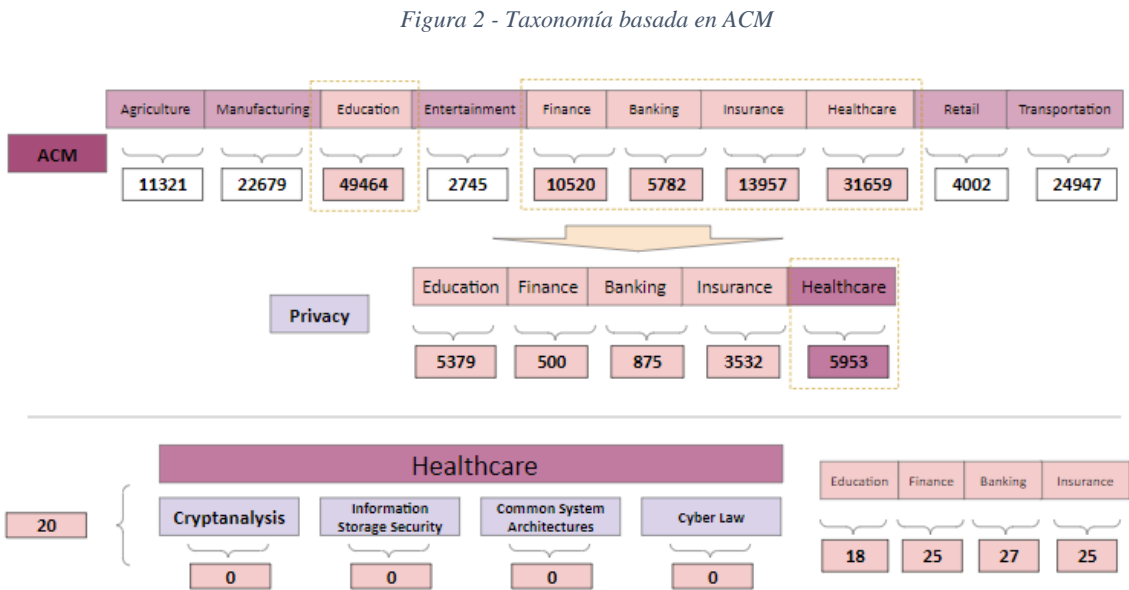 Figura 2 - Taxonomía basada en ACM
Agriculture Manufacturing Education Entertainment Finance Banking Insurance Healthcare Retail Transportation
ACM
11321 22679 49464 2745 10520 5782 13957 31659 4002 24947
Education Finance Banking Insurance Healthcare
Privacy
5379 500 875 3532 5953
Healthcare
Education Finance Banking Insurance
Cryptanalysis
Information
Storage Security
Common System
Architectures
Cyber Law
20
18 25 27 25
0 0 0 0